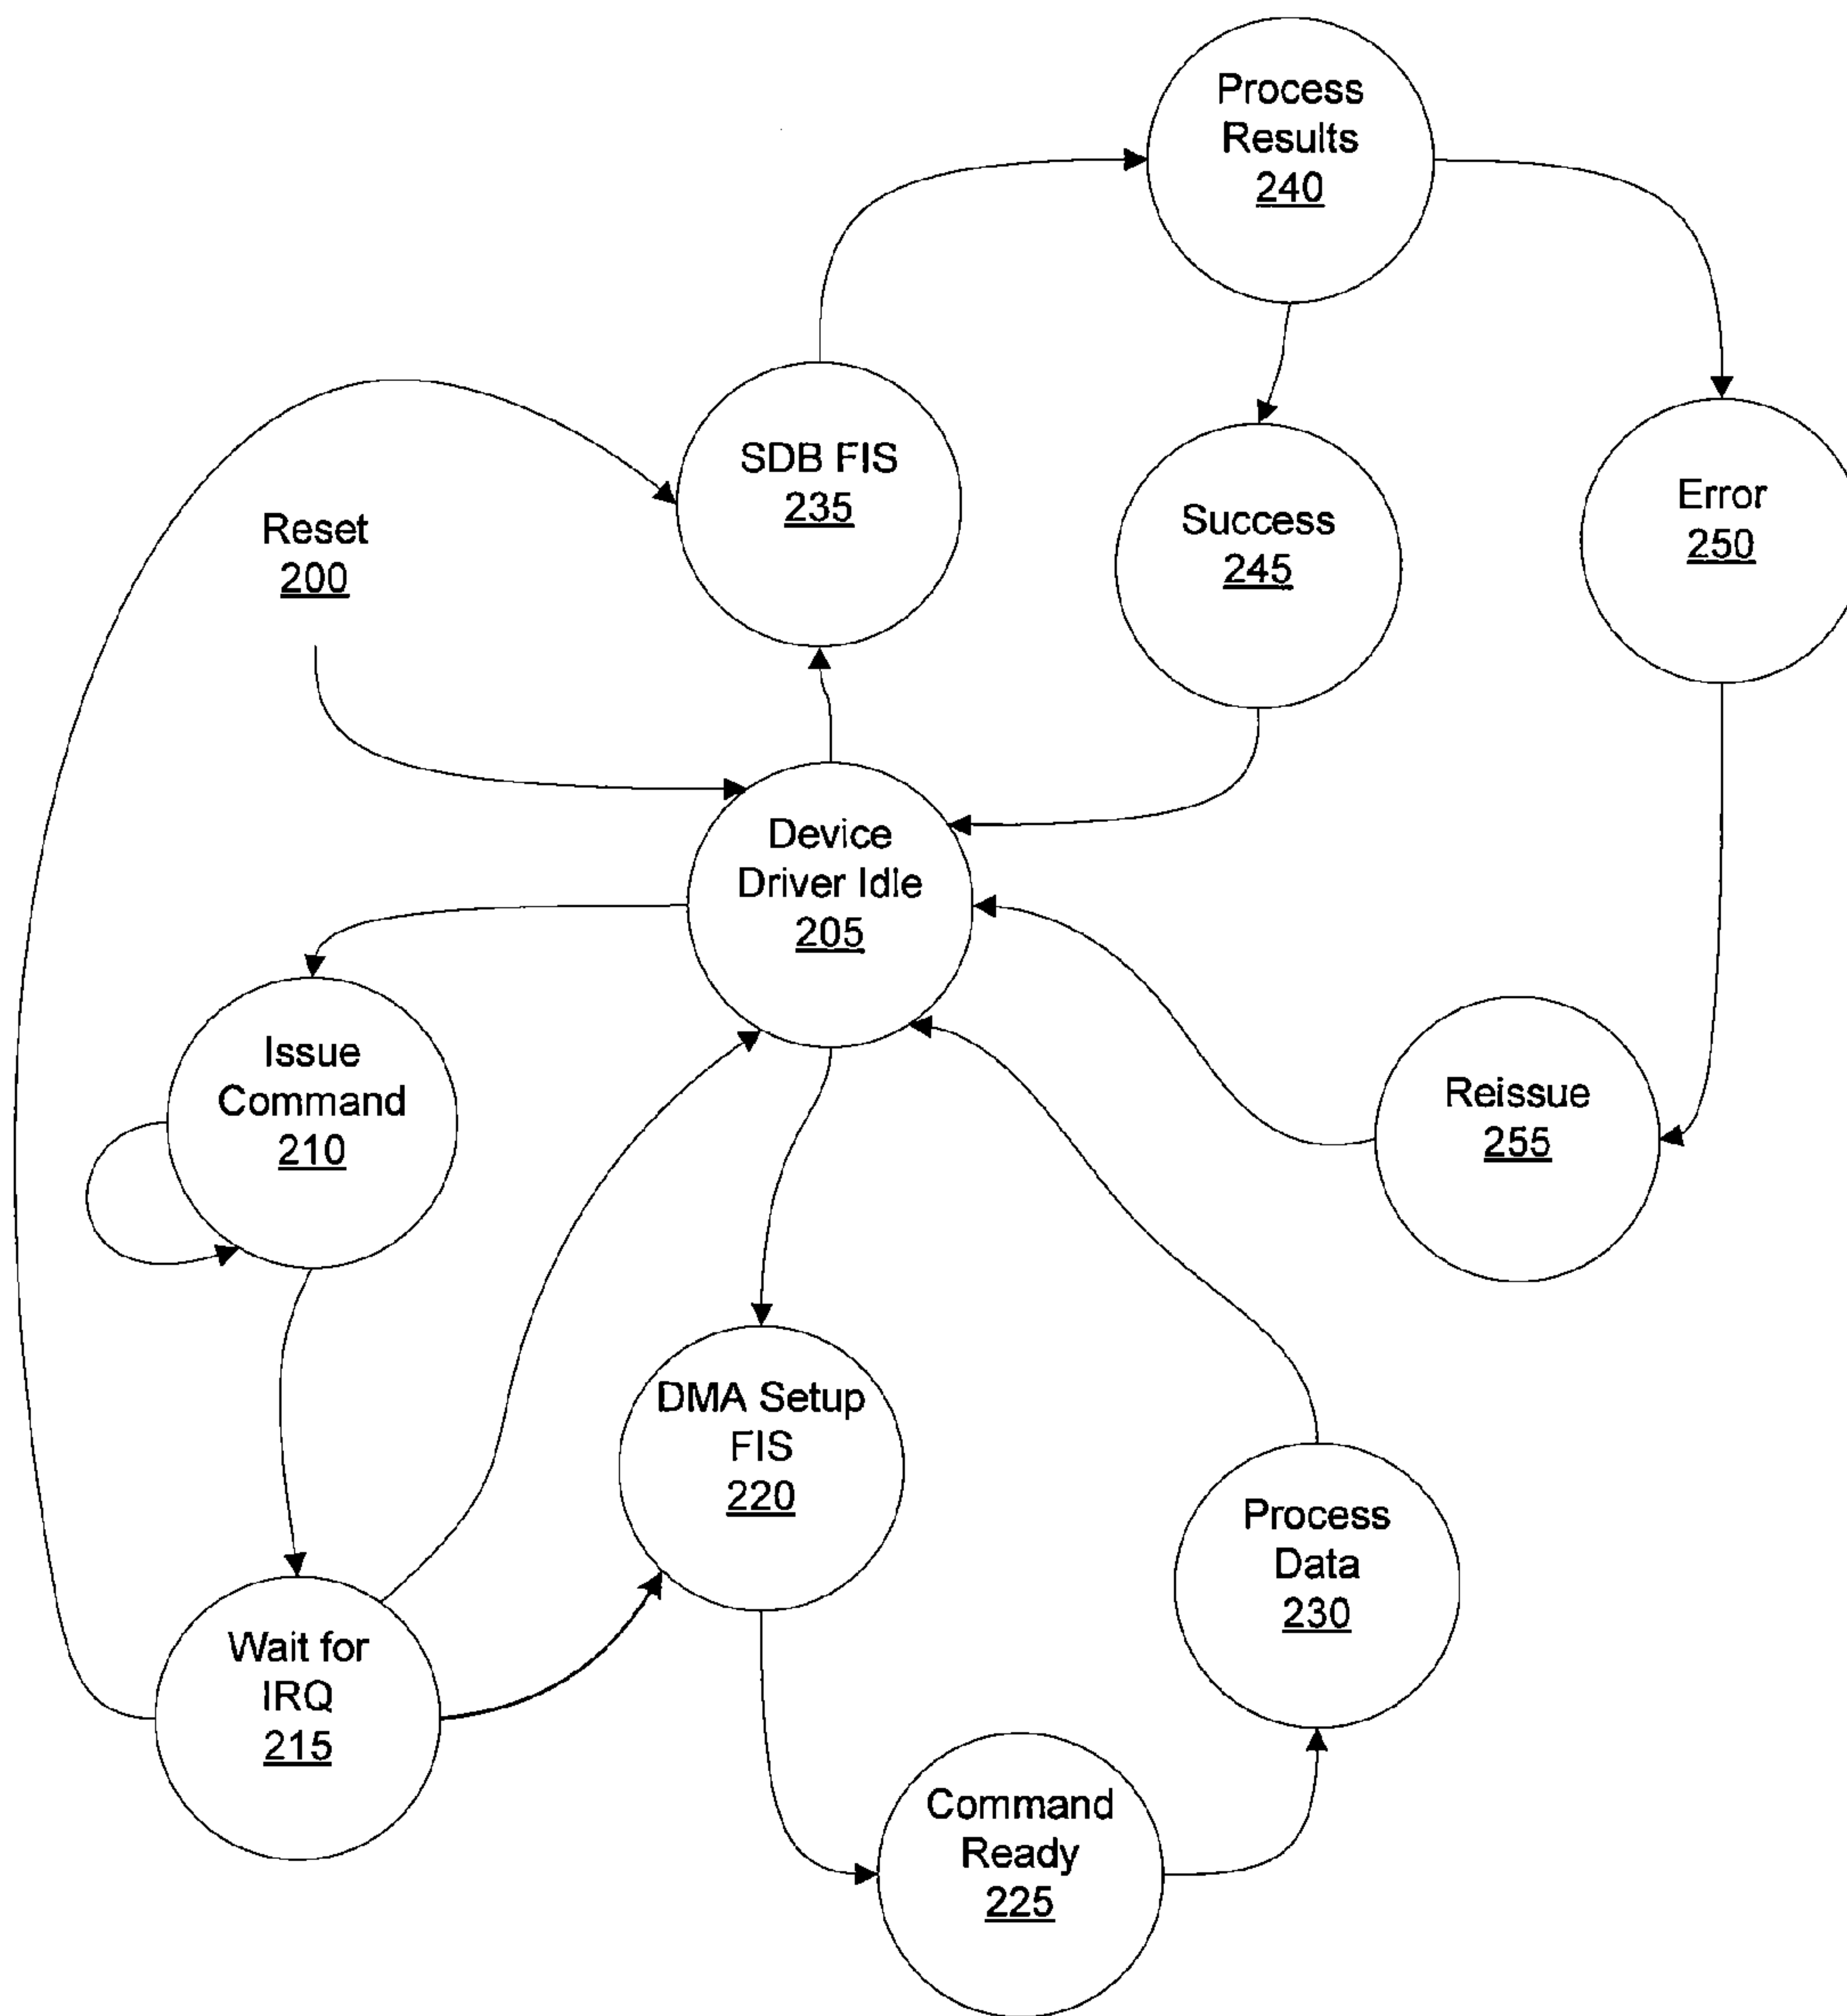 Process
Results
240
SDB FIS
235
Reset
200
Success
245
Error
250
Device
Driver Idle
205
Issue
Command
210
Reissue
255
DMA Setup
FIS
220
Process
Data
230
Wait for
IRQ
215
Command
Ready
225